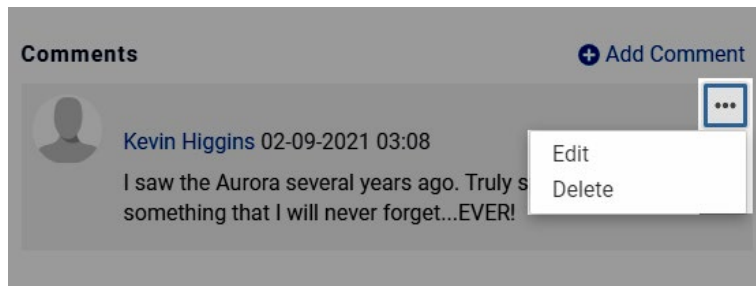 Comments
Add Comment
Kevin Higgins 02-09-2021 03:08
I saw the Aurora several years ago. Truly
something that I will never forget...EVER!
Edit
Delete